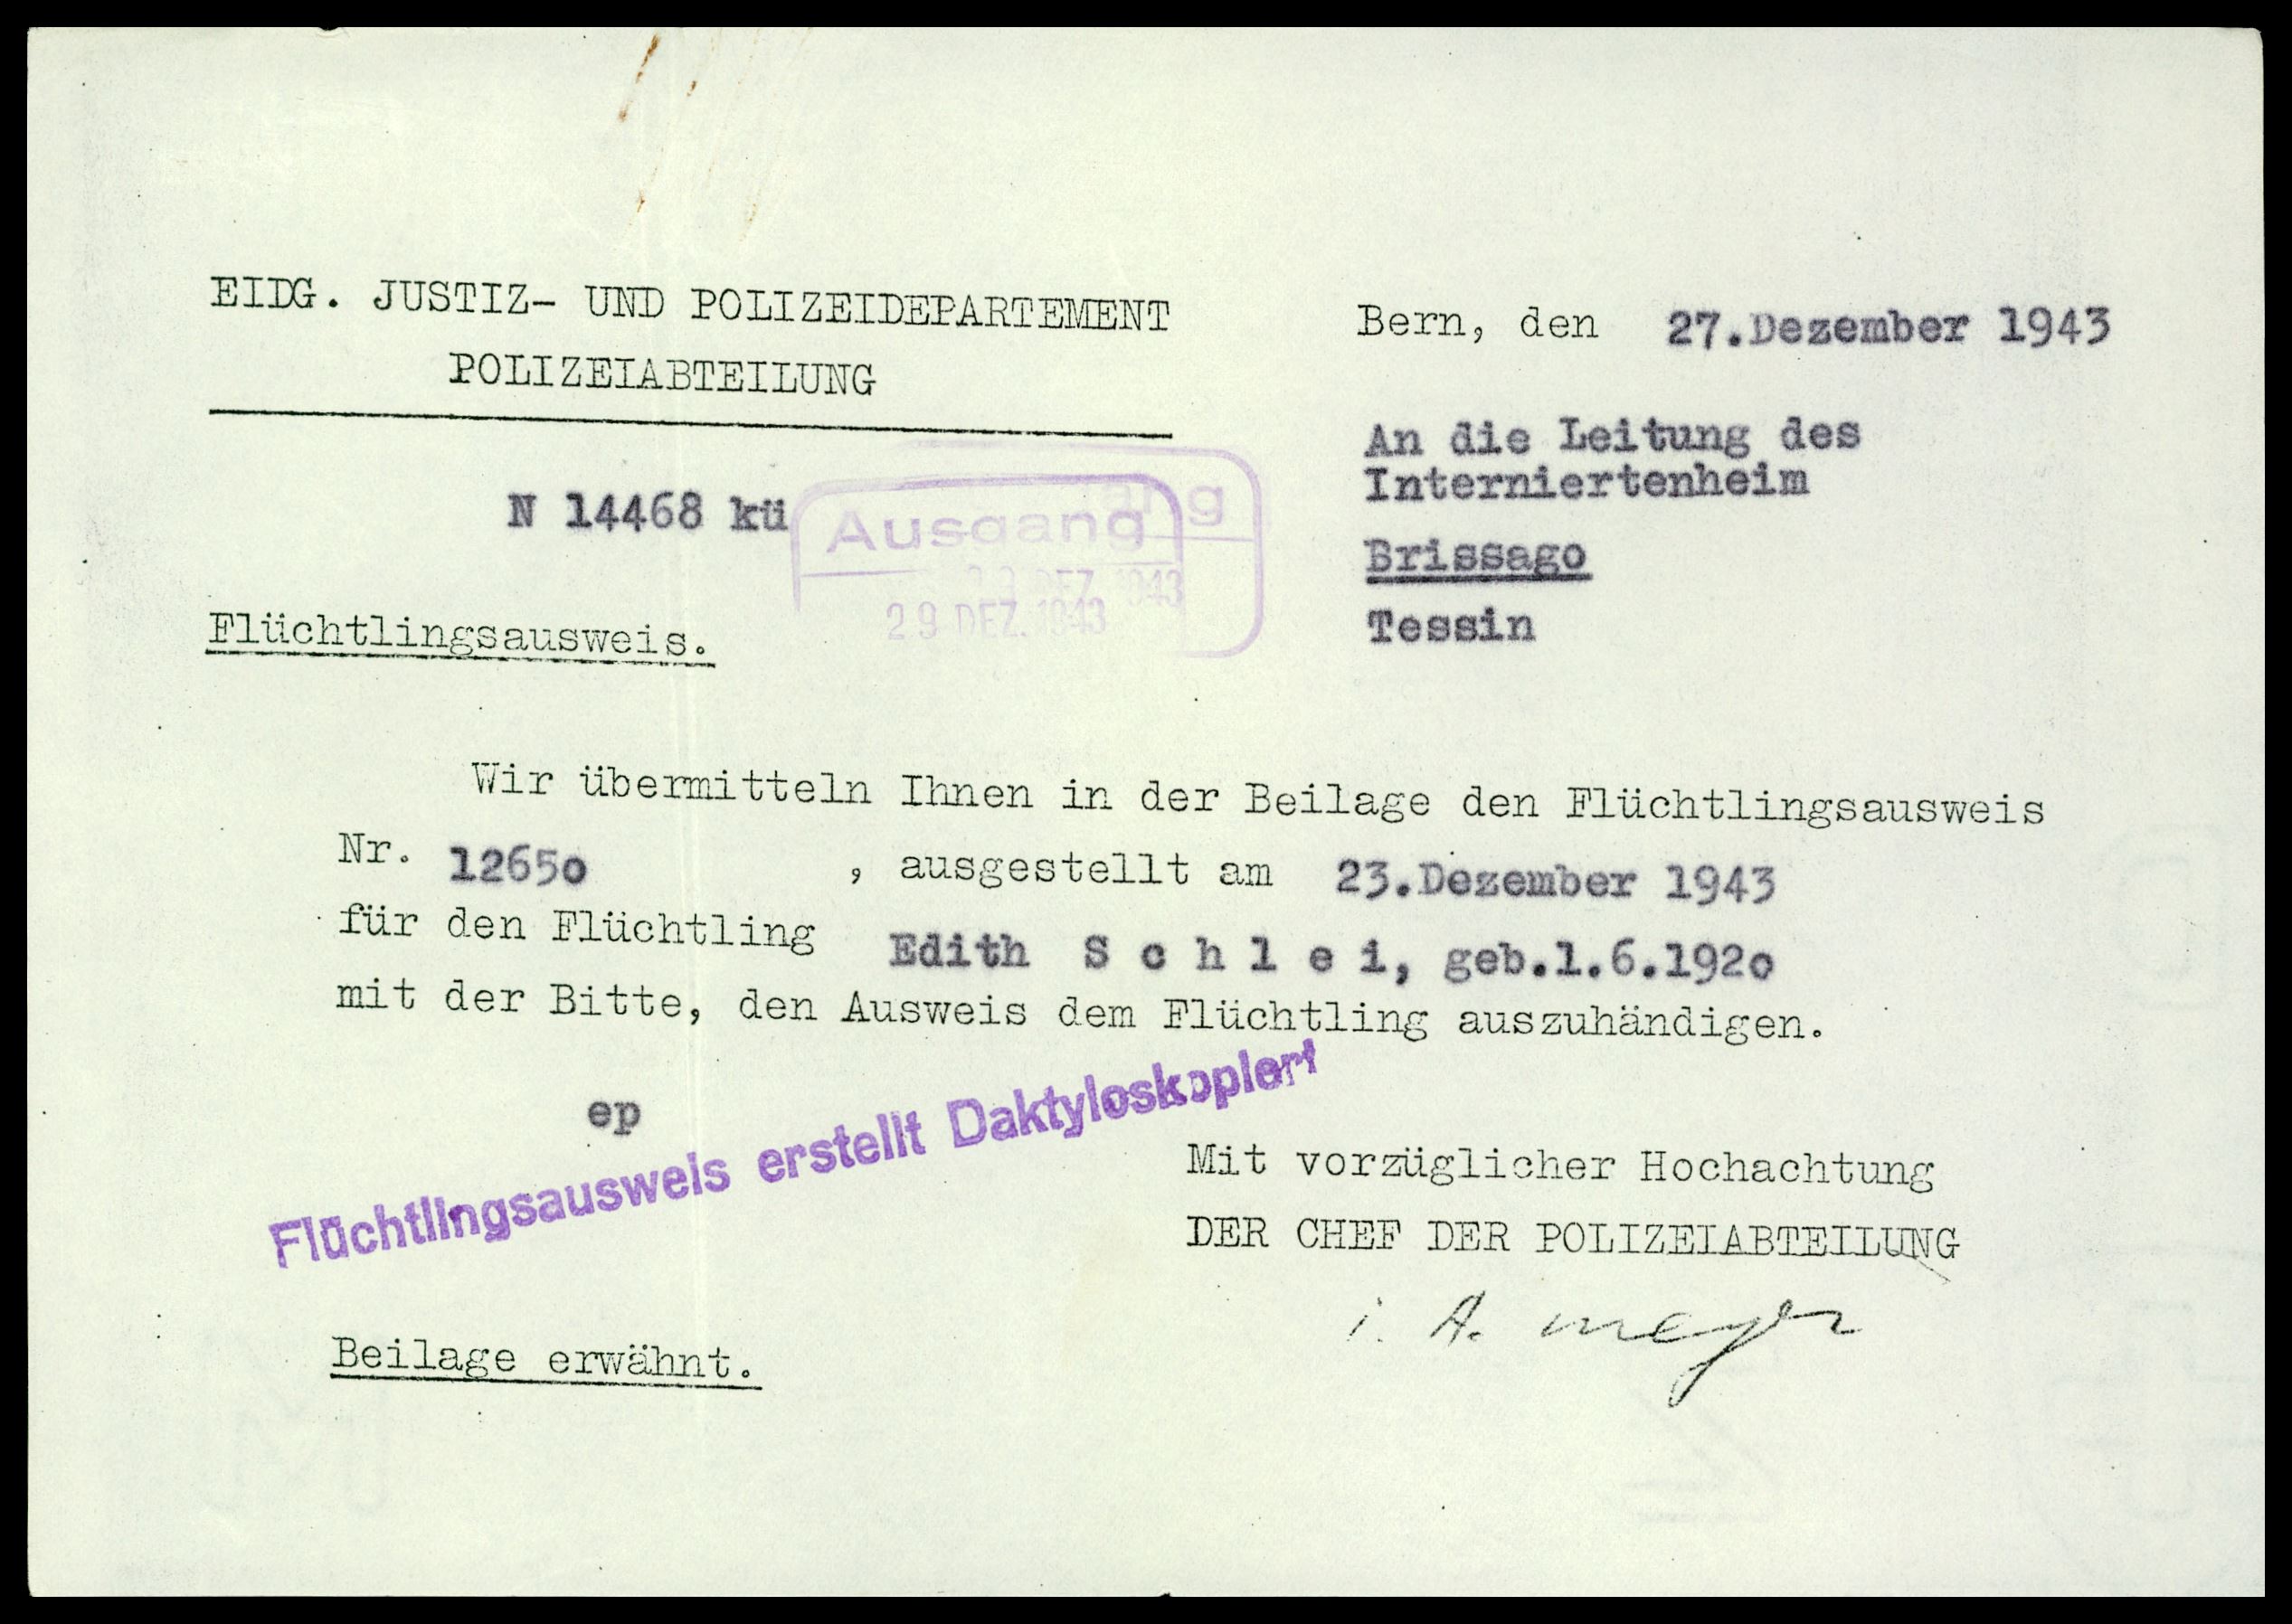 EIDG. JUSTIZ- UND POLIZEIDEPARTEMENT
POLIZEIABTEILUNG
Bern, den 27.Dezember 1943
An die Leitung des
Interniertenheim
Brissago
Tessin
N 14468 kü
Ausgang
29 DEZ. 1943
ang
DEZ. 1943
Flüchtlingsausweis.
Wir übermitteln Ihnen in der Beilage den Flüchtlingsausweis
Nr. 1265o , ausgestellt am 23.Dezember 1943
für den Flüchtling Edith S c h l e i, geb.1.6.192o
mit der Bitte, den Ausweis dem Flüchtling auszuhändigen.
ep
Flüchtlingsausweis erstellt Daktyloskopiert
Mit vorzüglicher Hochachtung
DER CHEF DER POLIZEIABTEILUNG
i. A. Meyer
Beilage erwähnt.